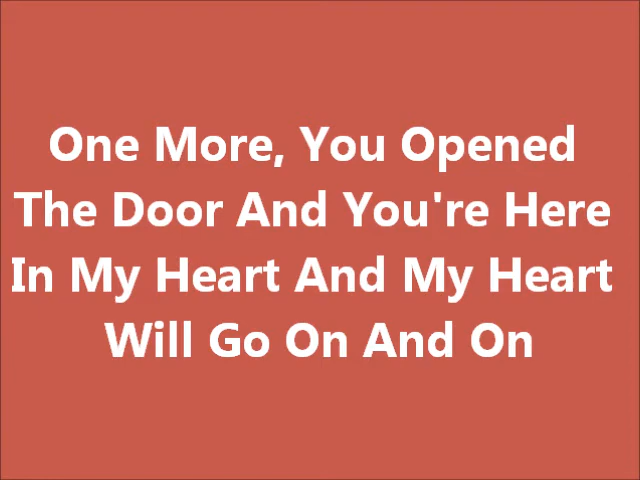 One More, You Opened
The Door And You're Here
In My Heart And My Heart
Will Go On And On